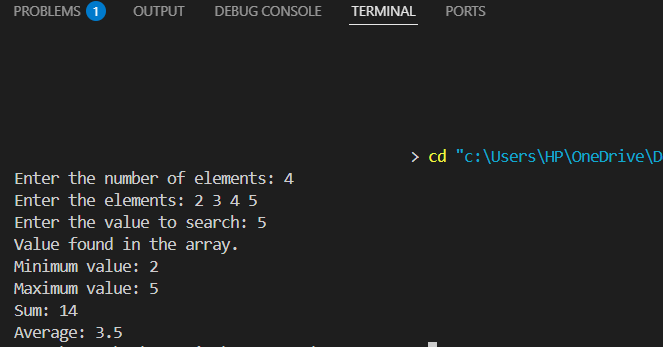 PROBLEMS 1 OUTPUT DEBUG CONSOLE TERMINAL PORTS
> cd "c:\Users\HP\OneDrive\D
Enter the number of elements: 4
Enter the elements: 2 3 4 5
Enter the value to search: 5
Value found in the array.
Minimum value: 2
Maximum value: 5
Sum: 14
Average: 3.5